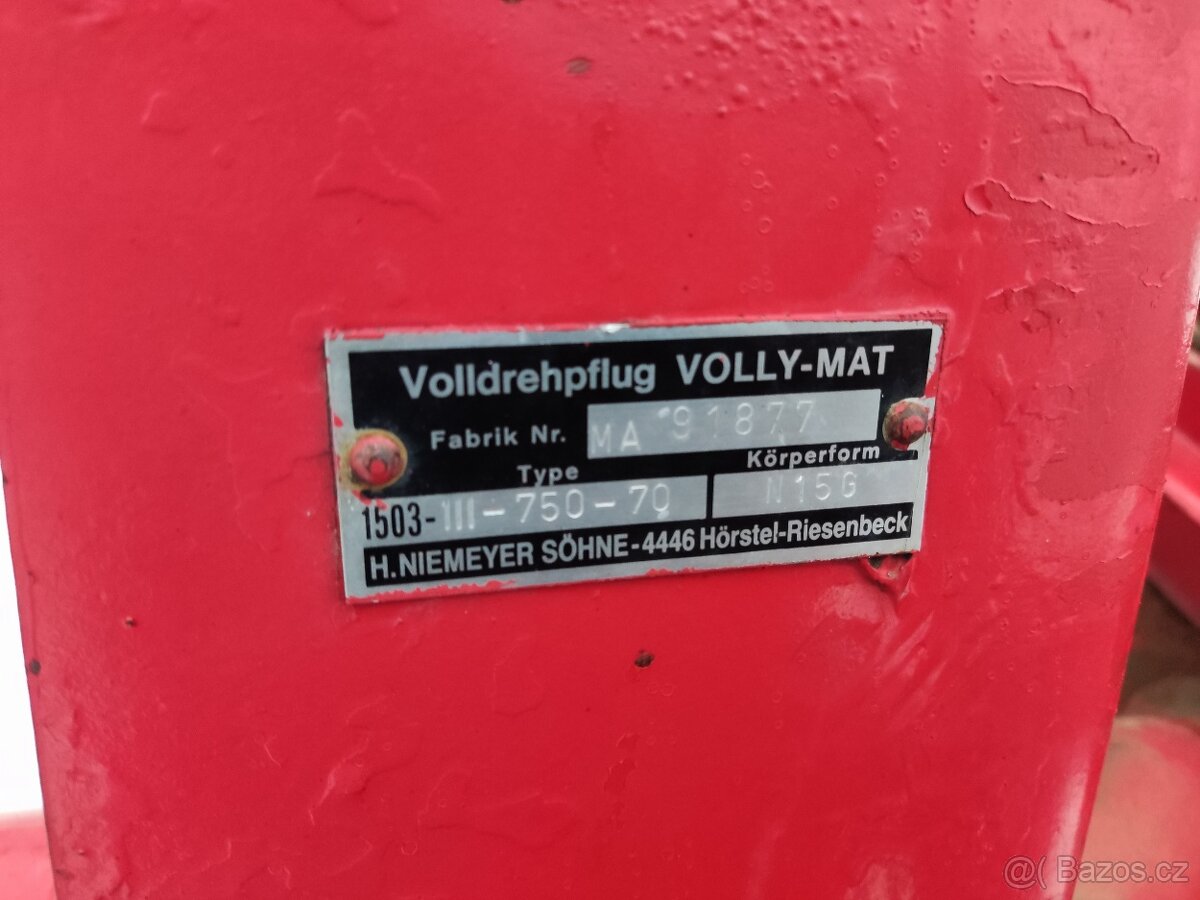 Volldrehpflug VOLLY-MAT
Fabrik Nr. MA 91877
Type Körperform
1503-III-750-70 N15G
H.NIEMEYER SÖHNE-4446 Hörstel-Riesenbeck
@( Bazos.cz